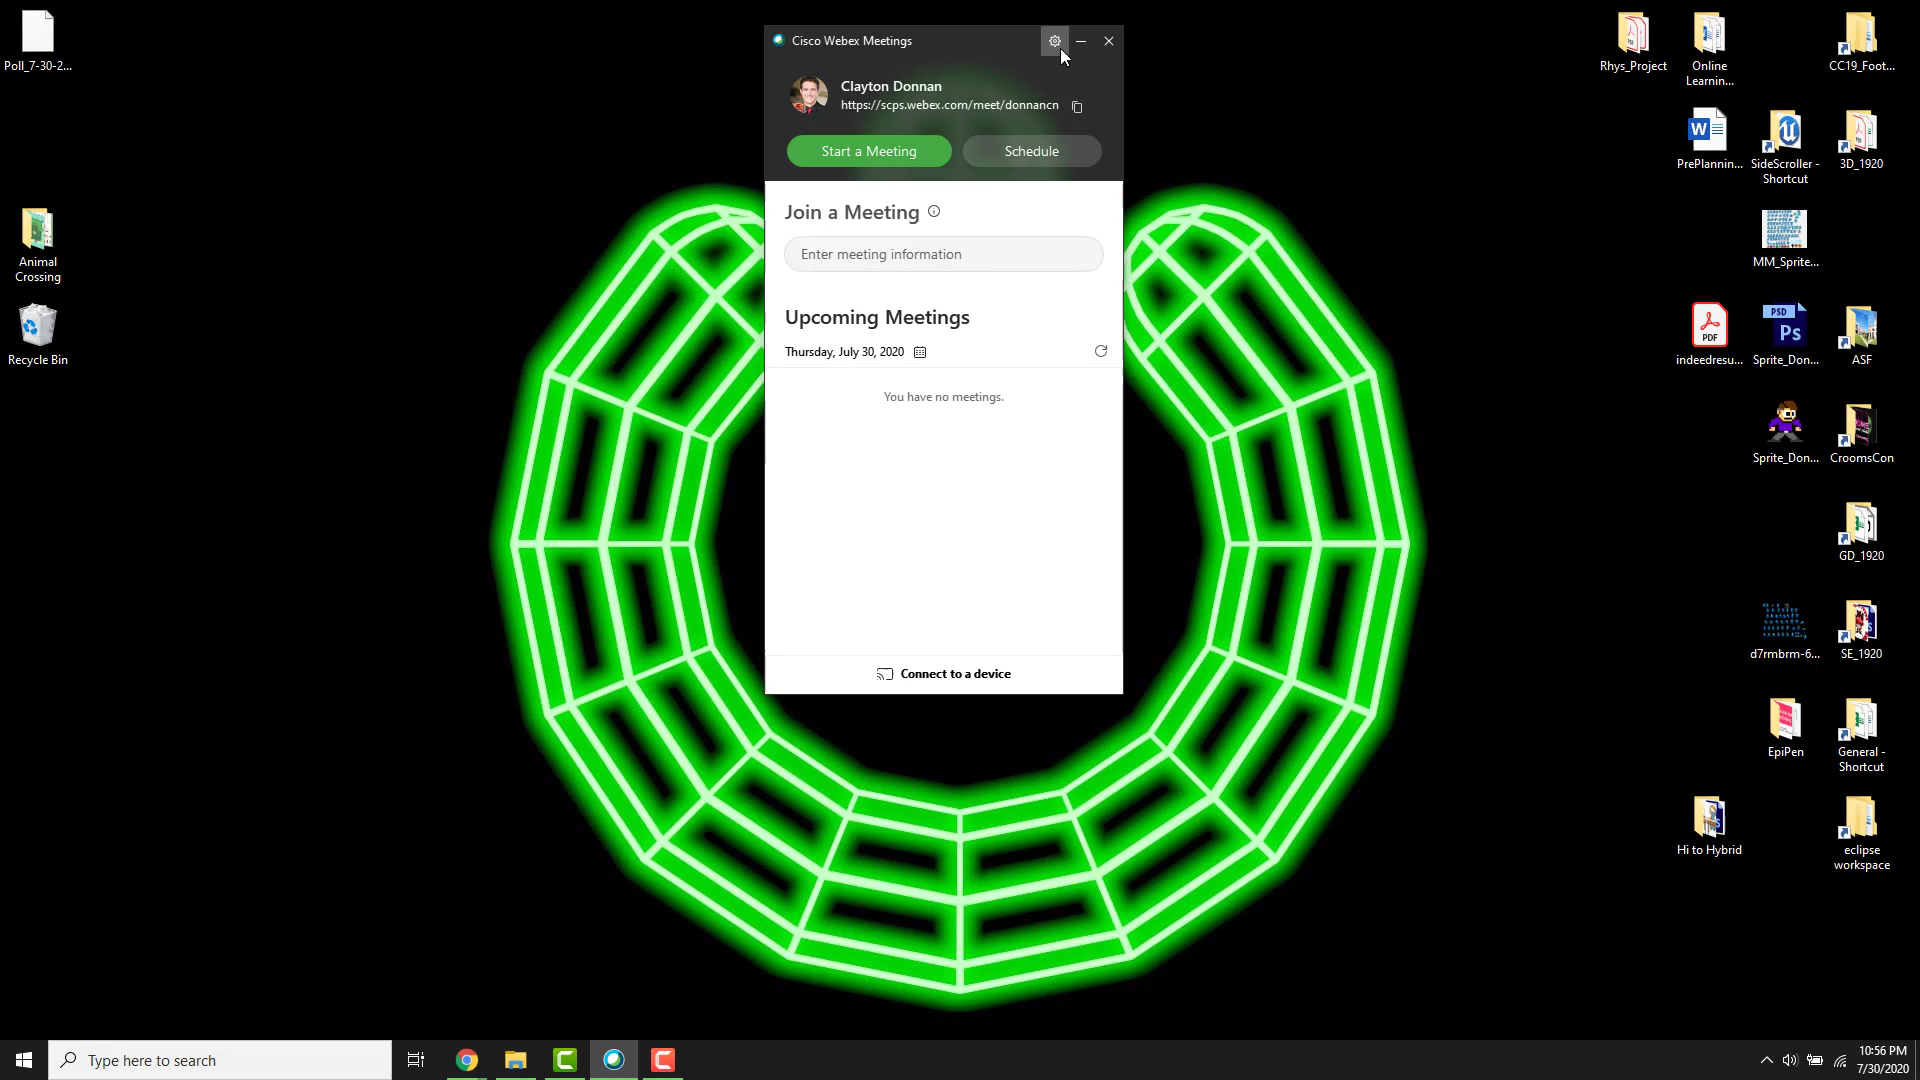 Poll_7-30-2...
Animal
Crossing
Recycle Bin
Cisco Webex Meetings
Clayton Donnan
https://scps.webex.com/meet/donnancn
Start a Meeting
Schedule
Join a Meeting
Enter meeting information
Upcoming Meetings
Thursday, July 30, 2020
You have no meetings.
Connect to a device
Rhys_Project
Online
Learnin...
CC19_Foot...
PrePlannin...
SideScroller -
Shortcut
3D_1920
MM_Sprite...
PDF
indeedresu...
PSD
Ps
Sprite_Don...
ASF
Sprite_Don...
CroomsCon
GD_1920
d7rmbrm-6...
SE_1920
EpiPen
General -
Shortcut
Hi to Hybrid
eclipse
workspace
Type here to search
10:56 PM
7/30/2020